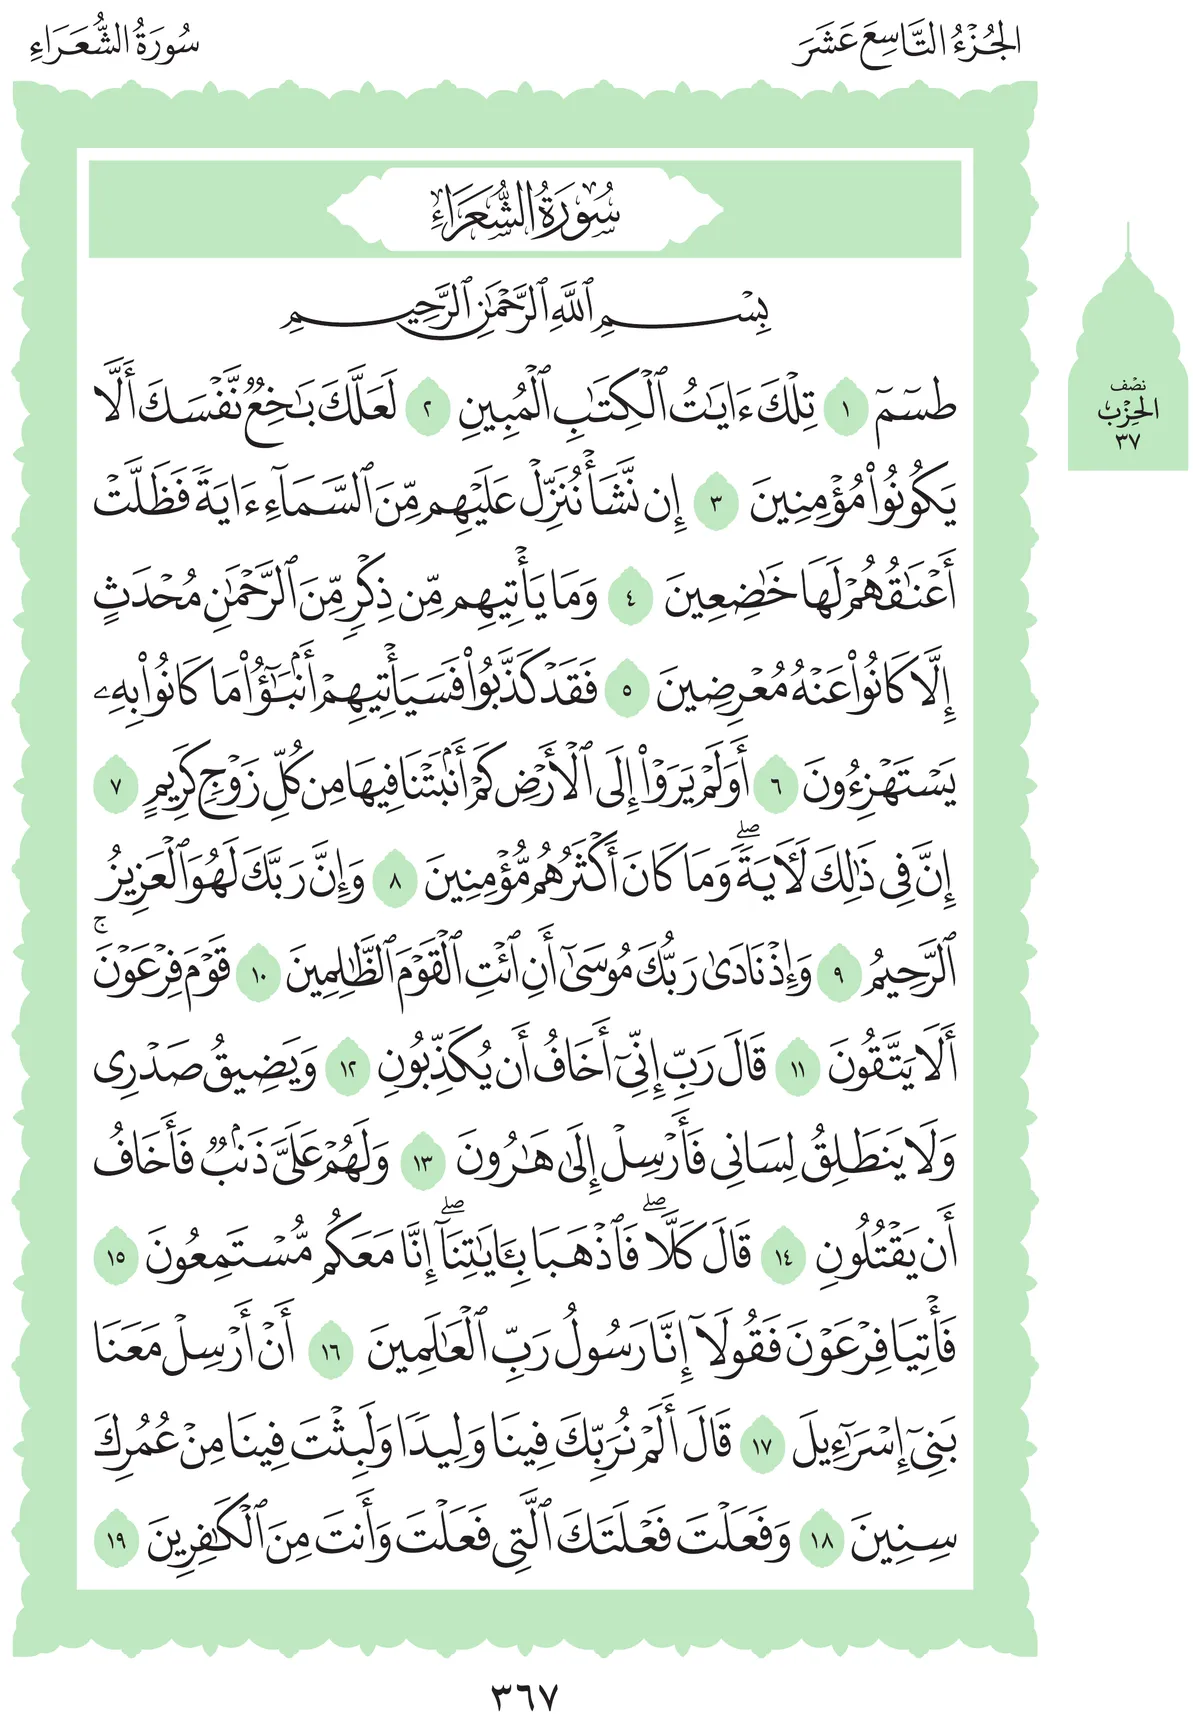 الجُزْءُ التَّاسِعَ عَشَرَ
سُورَةُ الشُّعَرَاءِ
سُورَةُ الشُّعَرَاءِ
نصف
الحِزْب
٣٧
بِسْمِ ٱللَّهِ ٱلرَّحْمَٰنِ ٱلرَّحِيمِ
طسٓمٓ ١ تِلْكَ ءَايَٰتُ ٱلْكِتَٰبِ ٱلْمُبِينِ ٢ لَعَلَّكَ بَٰخِعٌ نَّفْسَكَ أَلَّا
يَكُونُوا۟ مُؤْمِنِينَ ٣ إِن نَّشَأْ نُنَزِّلْ عَلَيْهِم مِّنَ ٱلسَّمَآءِ ءَايَةً فَظَلَّتْ
أَعْنَٰقُهُمْ لَهَا خَٰضِعِينَ ٤ وَمَا يَأْتِيهِم مِّن ذِكْرٍ مِّنَ ٱلرَّحْمَٰنِ مُحْدَثٍ
إِلَّا كَانُوا۟ عَنْهُ مُعْرِضِينَ ٥ فَقَدْ كَذَّبُوا۟ فَسَيَأْتِيهِمْ أَنۢبَٰٓؤُا۟ مَا كَانُوا۟ بِهِۦ
يَسْتَهْزِءُونَ ٦ أَوَلَمْ يَرَوْا۟ إِلَى ٱلْأَرْضِ كَمْ أَنۢبَتْنَا فِيهَا مِن كُلِّ زَوْجٍ كَرِيمٍ ٧
إِنَّ فِى ذَٰلِكَ لَءَايَةً ۖ وَمَا كَانَ أَكْثَرُهُم مُّؤْمِنِينَ ٨ وَإِنَّ رَبَّكَ لَهُوَ ٱلْعَزِيزُ
ٱلرَّحِيمُ ٩ وَإِذْ نَادَىٰ رَبُّكَ مُوسَىٰٓ أَنِ ٱئْتِ ٱلْقَوْمَ ٱلظَّٰلِمِينَ ١٠ قَوْمَ فِرْعَوْنَ ۚ
أَلَا يَتَّقُونَ ١١ قَالَ رَبِّ إِنِّىٓ أَخَافُ أَن يُكَذِّبُونِ ١٢ وَيَضِيقُ صَدْرِى
وَلَا يَنطَلِقُ لِسَانِى فَأَرْسِلْ إِلَىٰ هَٰرُونَ ١٣ وَلَهُمْ عَلَىَّ ذَنۢبٌ فَأَخَافُ
أَن يَقْتُلُونِ ١٤ قَالَ كَلَّا ۖ فَٱذْهَبَا بِـَٔايَٰتِنَآ ۖ إِنَّا مَعَكُم مُّسْتَمِعُونَ ١٥
فَأْتِيَا فِرْعَوْنَ فَقُولَآ إِنَّا رَسُولُ رَبِّ ٱلْعَٰلَمِينَ ١٦ أَنْ أَرْسِلْ مَعَنَا
بَنِىٓ إِسْرَٰٓءِيلَ ١٧ قَالَ أَلَمْ نُرَبِّكَ فِينَا وَلِيدًا وَلَبِثْتَ فِينَا مِنْ عُمُرِكَ
سِنِينَ ١٨ وَفَعَلْتَ فَعْلَتَكَ ٱلَّتِى فَعَلْتَ وَأَنتَ مِنَ ٱلْكَٰفِرِينَ ١٩
٣٦٧